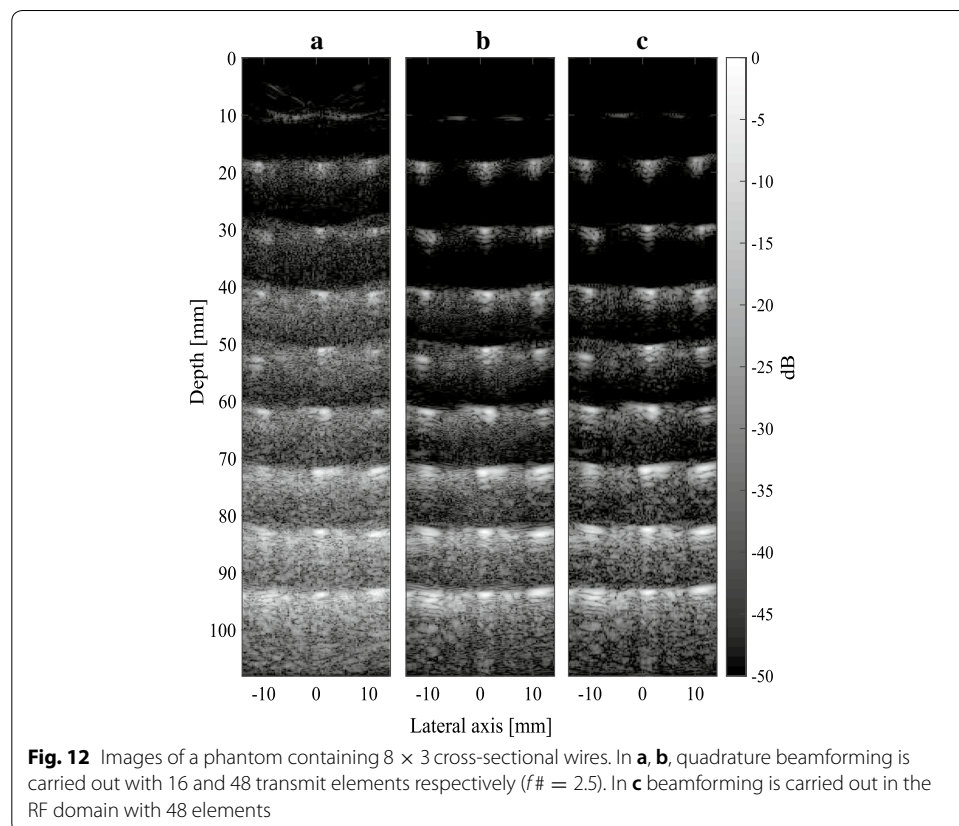 a b c
0
10
20
30
40
50
60
70
80
90
100
Depth [mm]
-10 0 10 -10 0 10 -10 0 10
Lateral axis [mm]
0
-5
-10
-15
-20
-25
-30
-35
-40
-45
-50
dB
Fig. 12 Images of a phantom containing 8 × 3 cross-sectional wires. In a, b, quadrature beamforming is
carried out with 16 and 48 transmit elements respectively (f# = 2.5). In c beamforming is carried out in the
RF domain with 48 elements